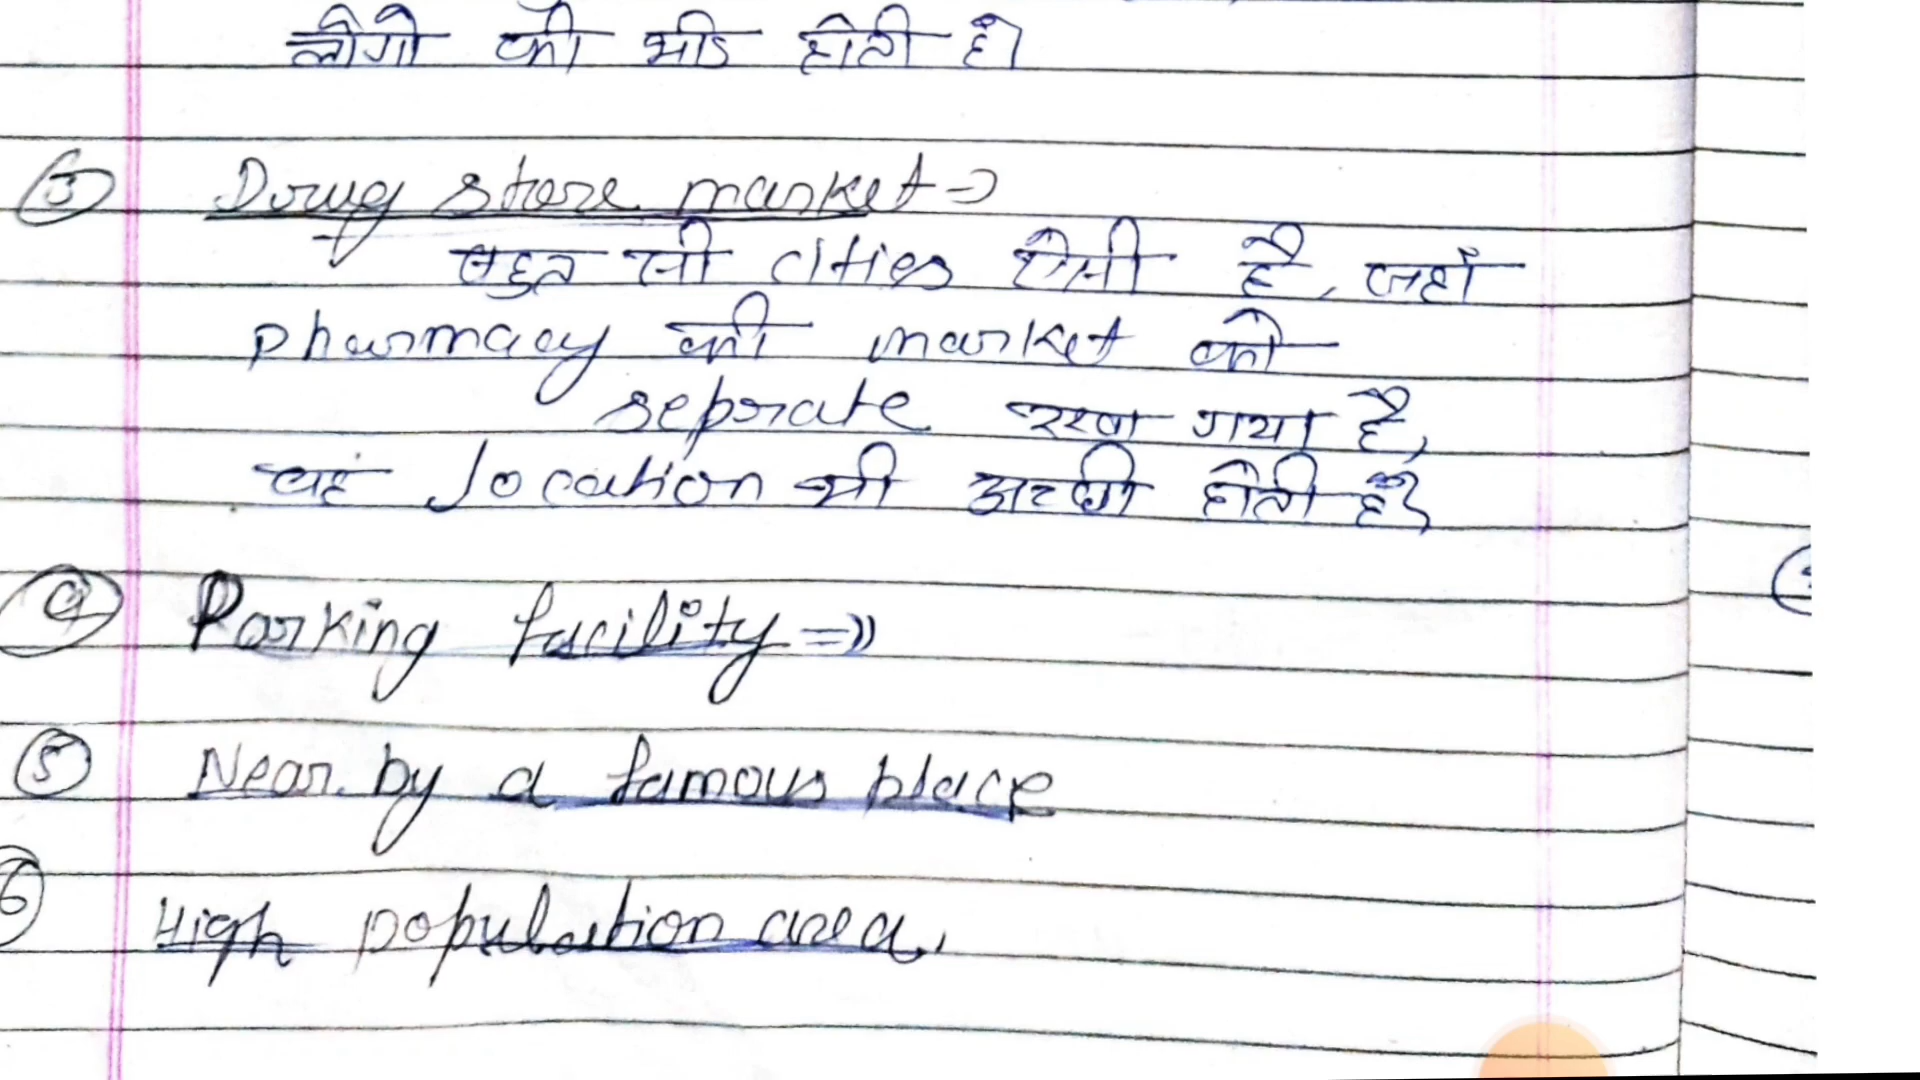 लोगो की भीड होती है।
③ Drug store market →
बहुत सी cities ऐसी है, जहाँ
pharmacy की market को
seprate रखा गया है,
वह location भी अच्छी होती है।
④ Parking facility ⇒
⑤ Near by a famous place
⑥ High population area,